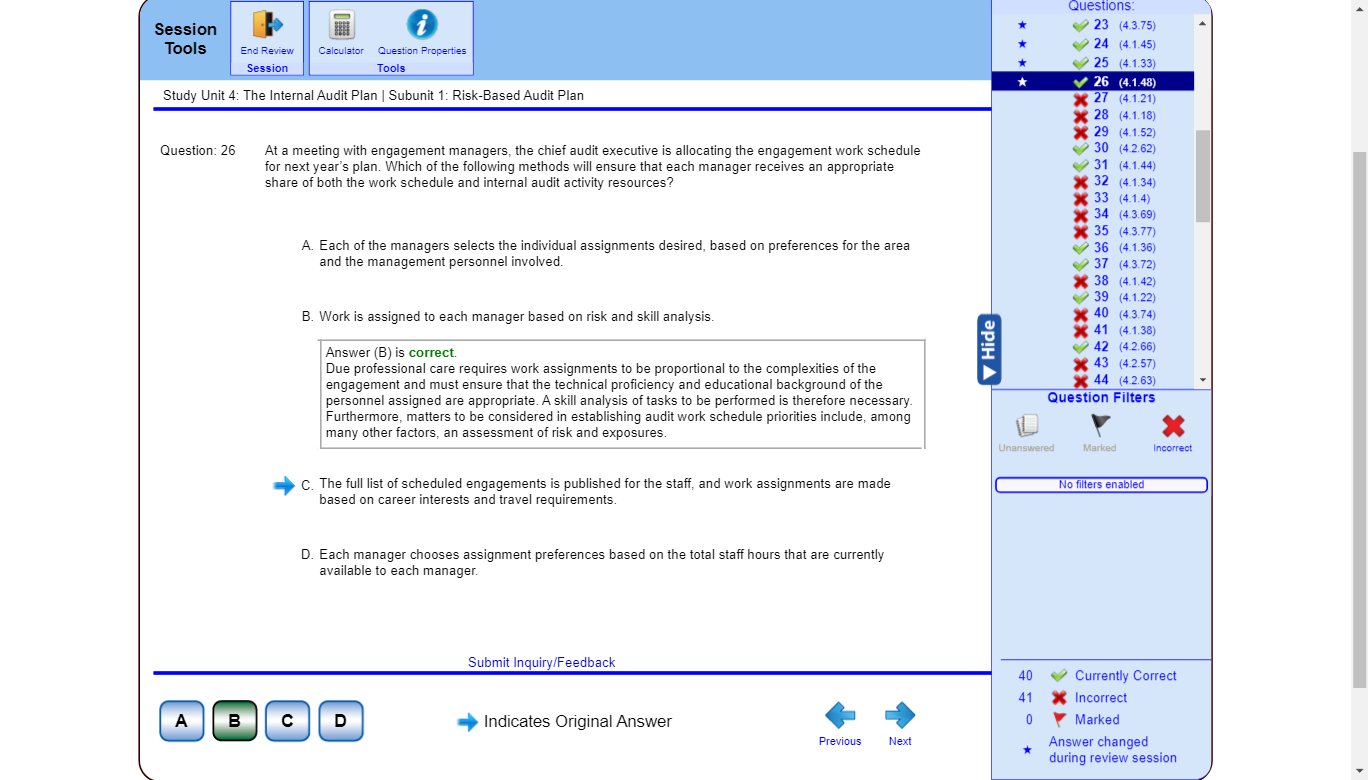 Session Tools
End Review
Session
Calculator
Question Properties
Tools
Study Unit 4: The Internal Audit Plan | Subunit 1: Risk-Based Audit Plan
Question: 26
At a meeting with engagement managers, the chief audit executive is allocating the engagement work schedule
for next year's plan. Which of the following methods will ensure that each manager receives an appropriate
share of both the work schedule and internal audit activity resources?
A. Each of the managers selects the individual assignments desired, based on preferences for the area
and the management personnel involved.
B. Work is assigned to each manager based on risk and skill analysis.
Answer (B) is correct.
Due professional care requires work assignments to be proportional to the complexities of the
engagement and must ensure that the technical proficiency and educational background of the
personnel assigned are appropriate. A skill analysis of tasks to be performed is therefore necessary.
Furthermore, matters to be considered in establishing audit work schedule priorities include, among
many other factors, an assessment of risk and exposures.
C. The full list of scheduled engagements is published for the staff, and work assignments are made
based on career interests and travel requirements.
D. Each manager chooses assignment preferences based on the total staff hours that are currently
available to each manager.
Submit Inquiry/Feedback
A B C D
Indicates Original Answer
Previous
Next
Hide
Questions:
23 (4.3.75)
24 (4.1.45)
25 (4.1.33)
26 (4.1.48)
27 (4.1.21)
28 (4.1.18)
29 (4.1.52)
30 (4.2.62)
31 (4.1.44)
32 (4.1.34)
33 (4.1.4)
34 (4.3.69)
35 (4.3.77)
36 (4.1.36)
37 (4.3.72)
38 (4.1.42)
39 (4.1.22)
40 (4.3.74)
41 (4.1.38)
42 (4.2.66)
43 (4.2.57)
44 (4.2.63)
Question Filters
Unanswered
Marked
Incorrect
No filters enabled
40 Currently Correct
41 Incorrect
0 Marked
Answer changed
during review session